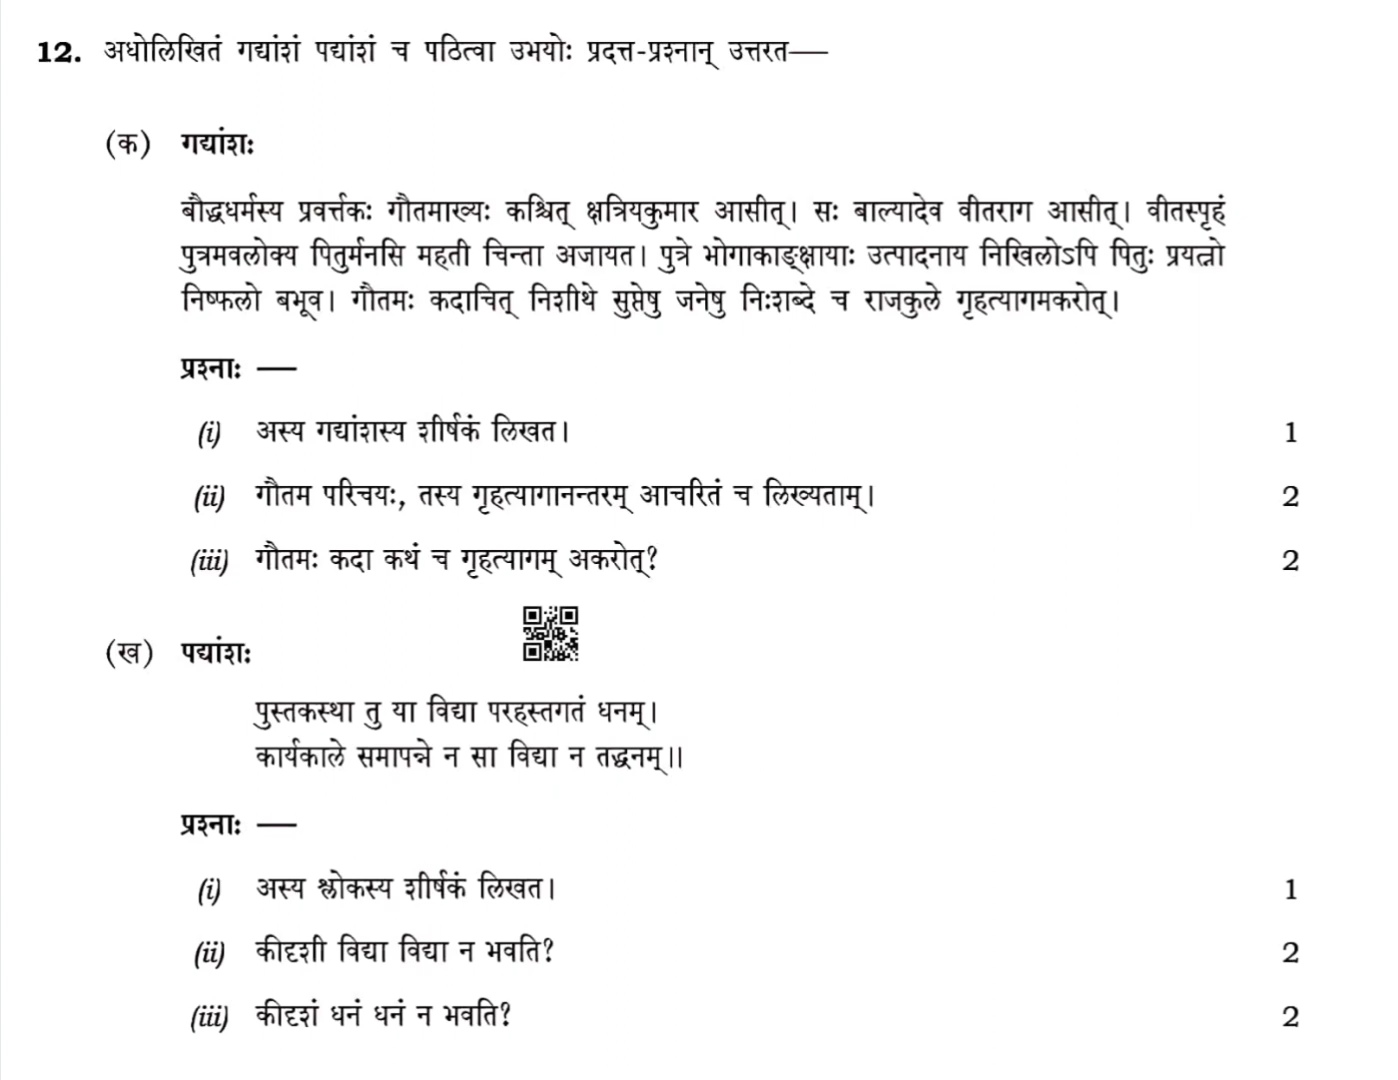 12. अधोलिखितं गद्यांशं पद्यांशं च पठित्वा उभयोः प्रदत्त-प्रश्नान् उत्तरत—
(क) गद्यांशः
बौद्धधर्मस्य प्रवर्त्तकः गौतमाख्यः कश्चित् क्षत्रियकुमार आसीत्। सः बाल्यादेव वीतराग आसीत्। वीतस्पृहं
पुत्रमवलोक्य पितुर्मनसि महती चिन्ता अजायत। पुत्रे भोगाकाङ्क्षायाः उत्पादनाय निखिलोऽपि पितुः प्रयत्नो
निष्फलो बभूव। गौतमः कदाचित् निशीथे सुप्तेषु जनेषु निःशब्दे च राजकुले गृहत्यागमकरोत्।
प्रश्नाः —
(i) अस्य गद्यांशस्य शीर्षकं लिखत। 1
(ii) गौतम परिचयः, तस्य गृहत्यागानन्तरम् आचरितं च लिख्यताम्। 2
(iii) गौतमः कदा कथं च गृहत्यागम् अकरोत्? 2
(ख) पद्यांशः
पुस्तकस्था तु या विद्या परहस्तगतं धनम्।
कार्यकाले समापन्ने न सा विद्या न तद्धनम्॥
प्रश्नाः —
(i) अस्य श्लोकस्य शीर्षकं लिखत। 1
(ii) कीदृशी विद्या विद्या न भवति? 2
(iii) कीदृशं धनं धनं न भवति? 2